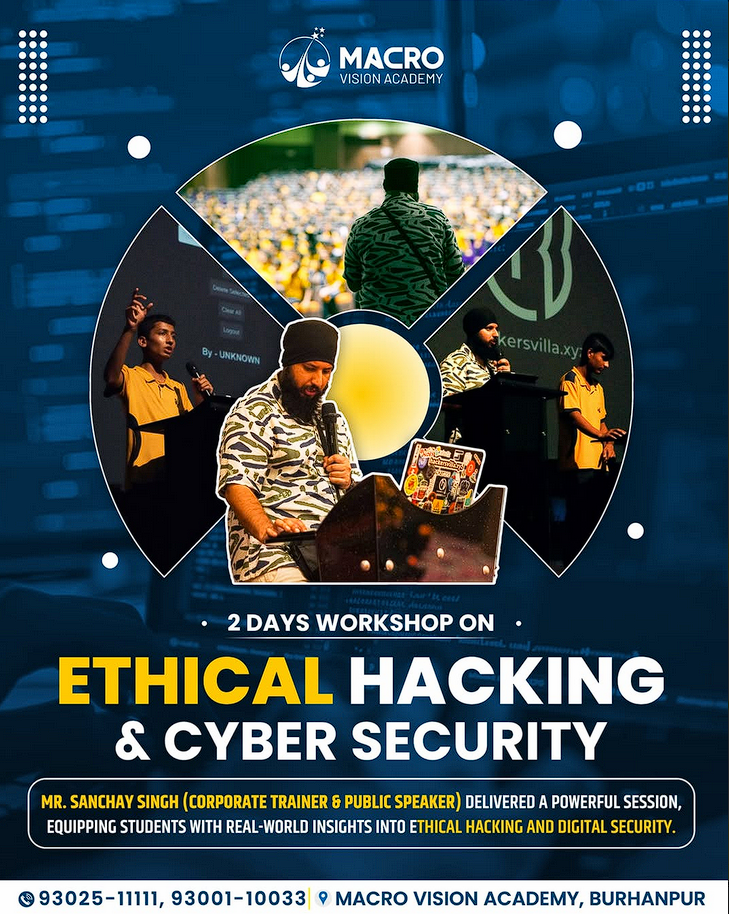 MACRO
VISION ACADEMY
Delete Selected
Clear All
Logout
By - UNKNOWN
kersvilla.xyz
hackersvilla.xyz
• 2 DAYS WORKSHOP ON •
ETHICAL HACKING
& CYBER SECURITY
MR. SANCHAY SINGH (CORPORATE TRAINER & PUBLIC SPEAKER) DELIVERED A POWERFUL SESSION,
EQUIPPING STUDENTS WITH REAL-WORLD INSIGHTS INTO ETHICAL HACKING AND DIGITAL SECURITY.
93025-11111, 93001-10033 MACRO VISION ACADEMY, BURHANPUR